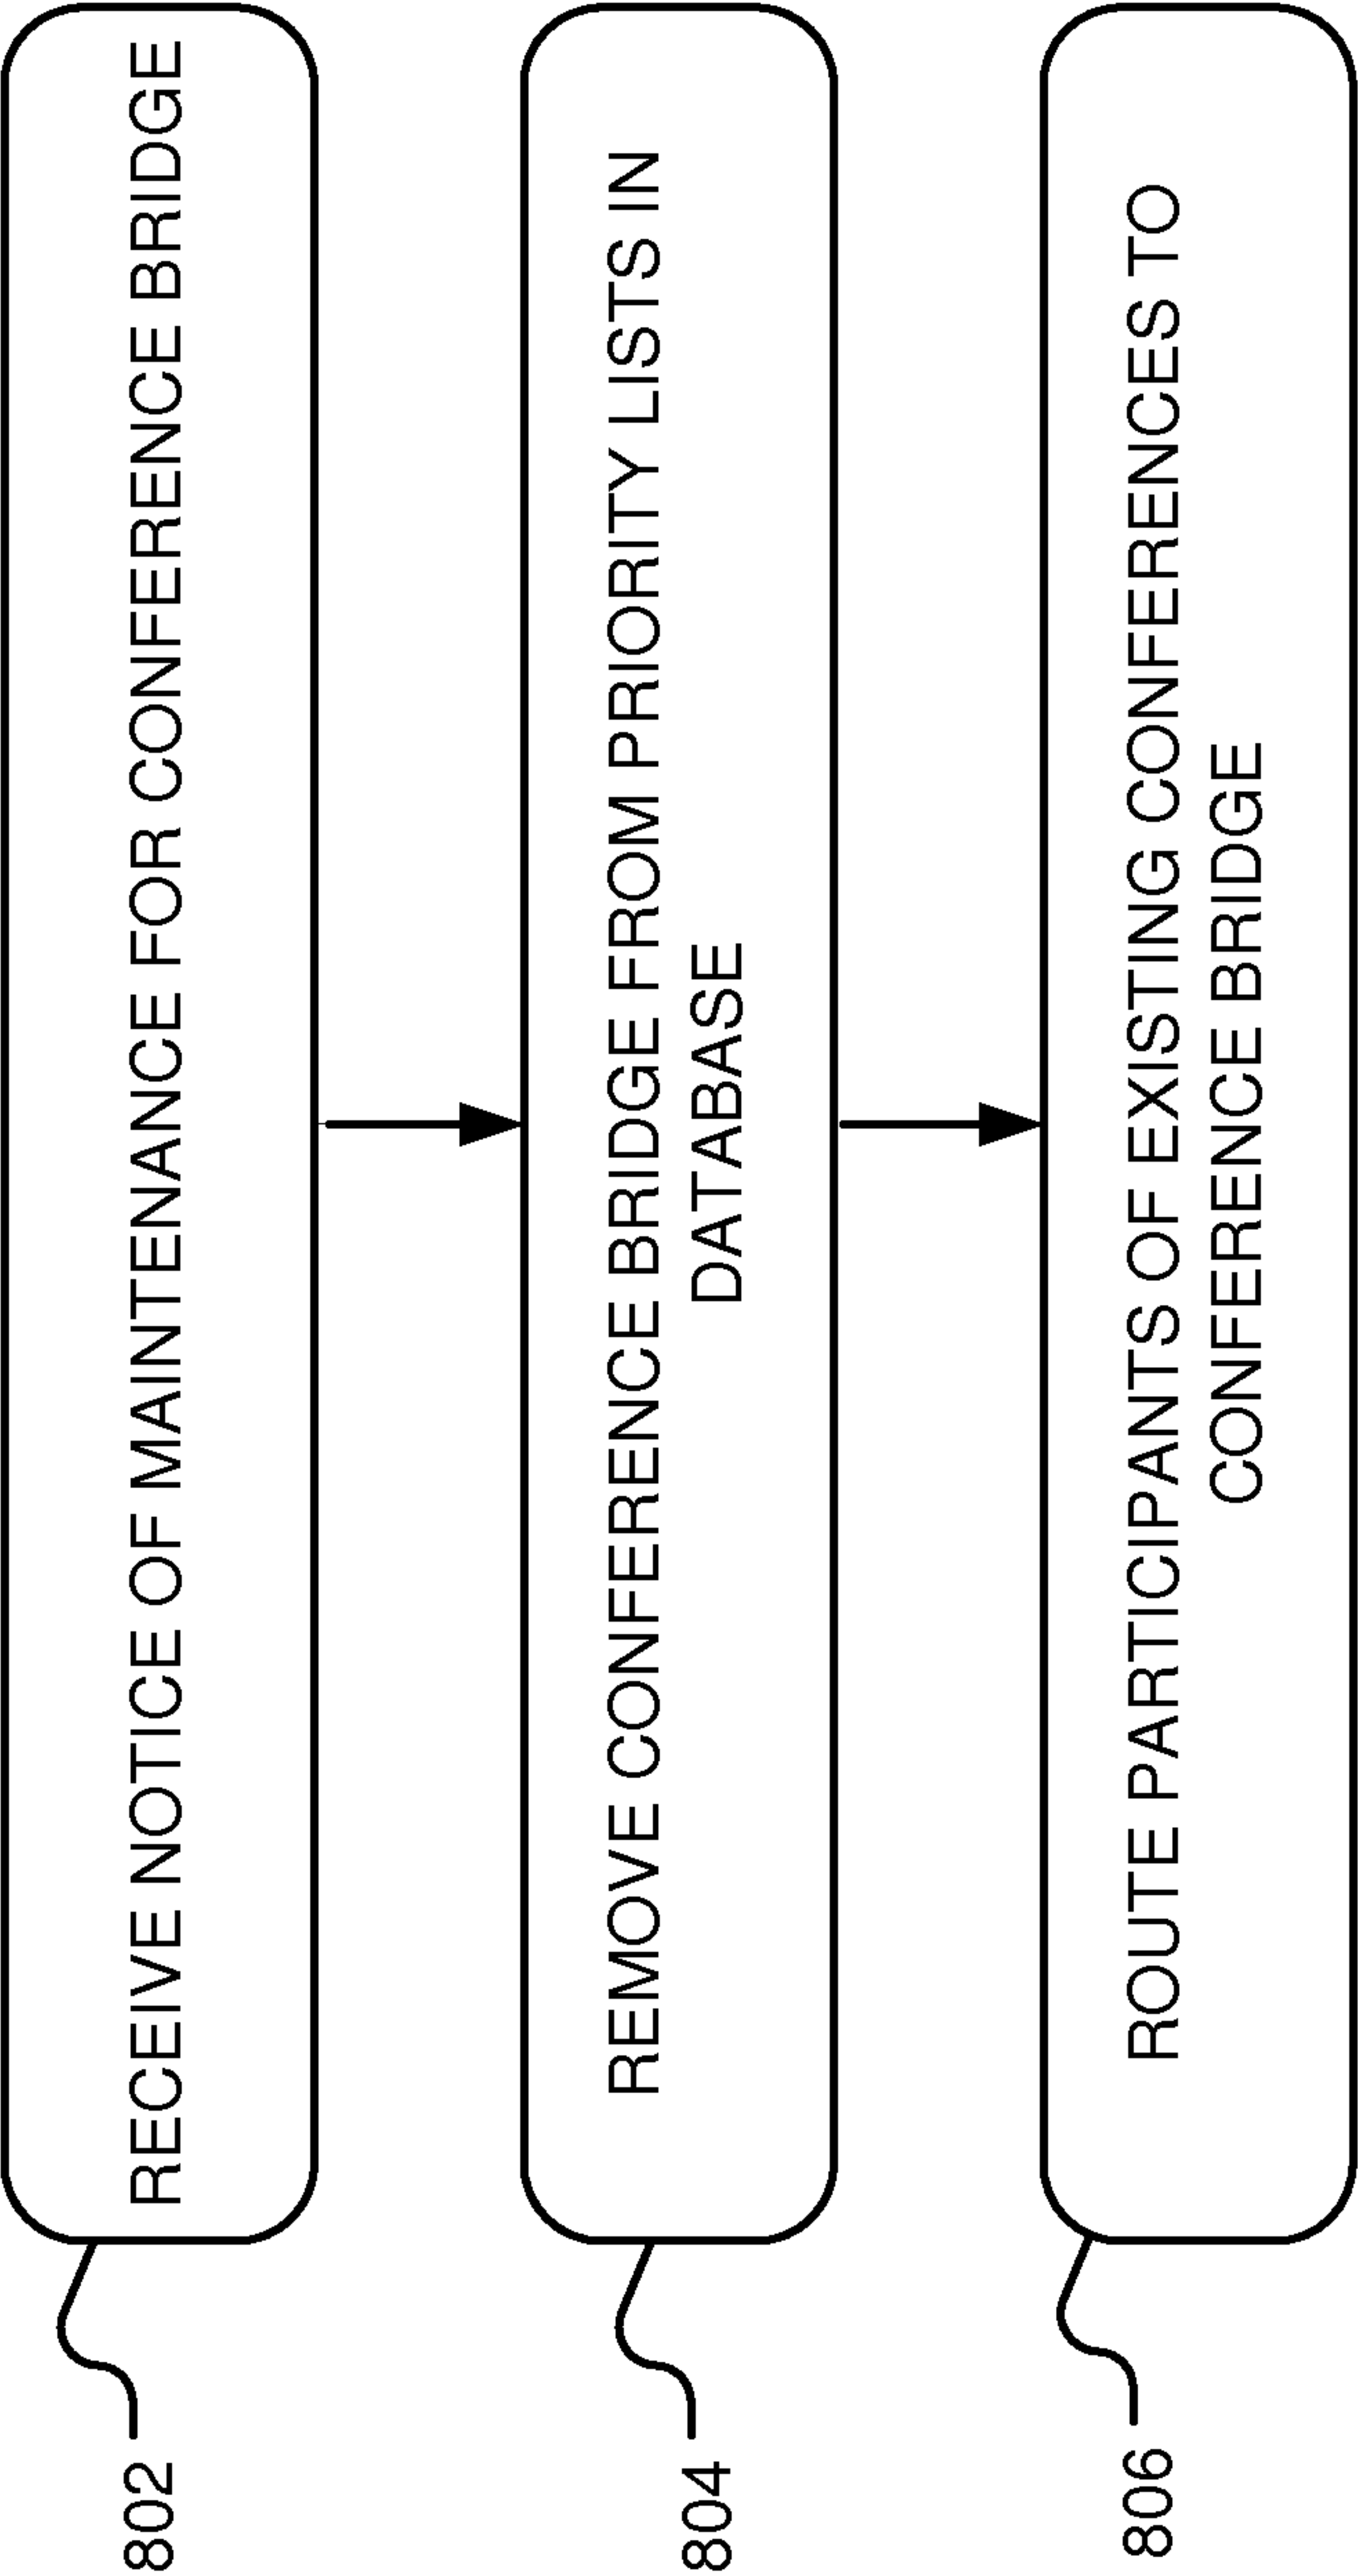 802
RECEIVE NOTICE OF MAINTENANCE FOR CONFERENCE BRIDGE
804
REMOVE CONFERENCE BRIDGE FROM PRIORITY LISTS IN
DATABASE
806
ROUTE PARTICIPANTS OF EXISTING CONFERENCES TO
CONFERENCE BRIDGE